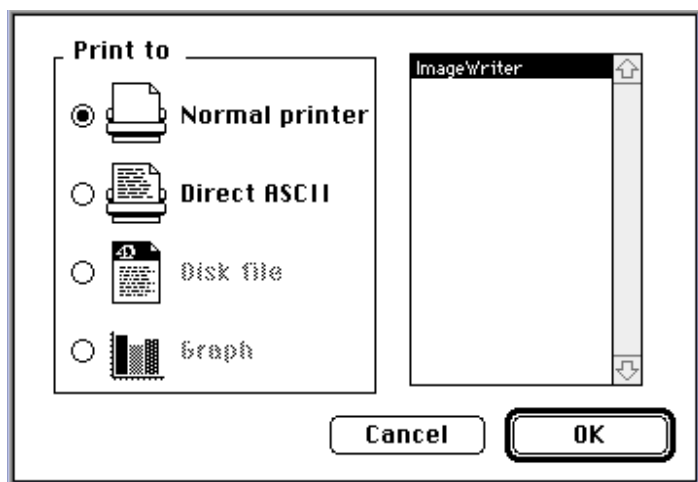 Print to
Normal printer
Direct ASCII
Disk file
Graph
ImageWriter
Cancel
OK